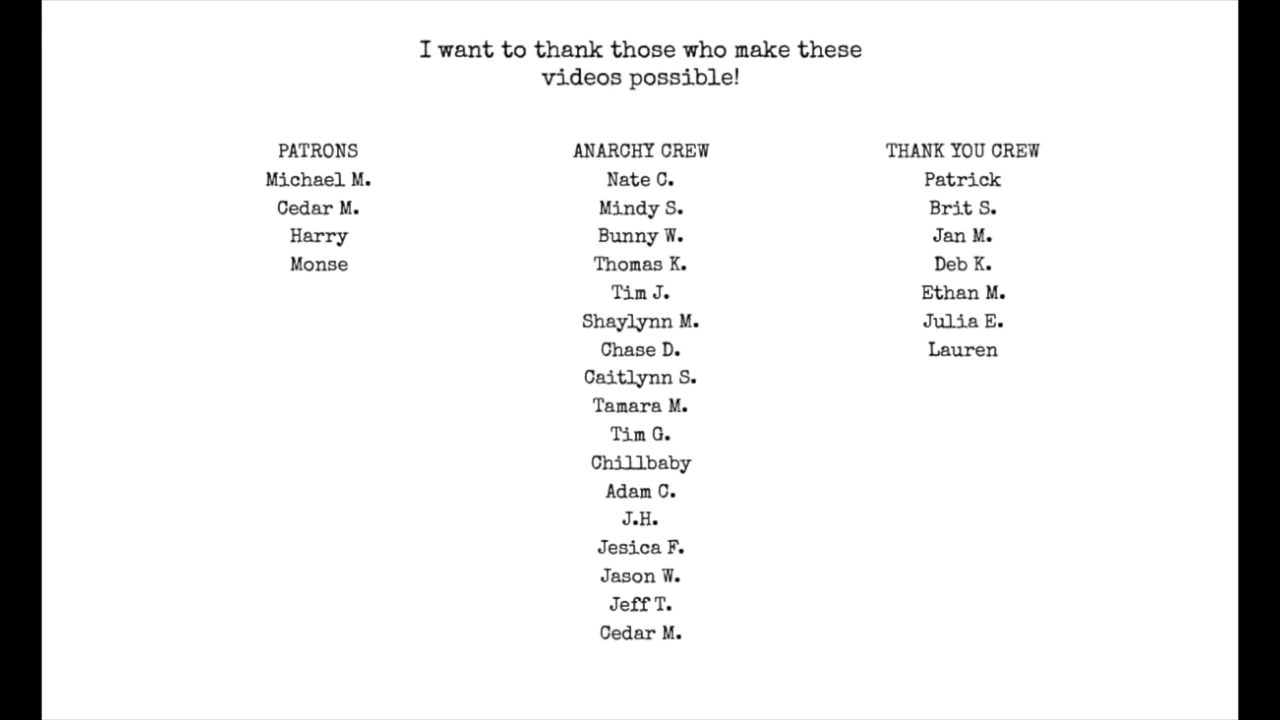 I want to thank those who make these
videos possible!
PATRONS
Michael M.
Cedar M.
Harry
Monse
ANARCHY CREW
Nate C.
Mindy S.
Bunny W.
Thomas K.
Tim J.
Shaylynn M.
Chase D.
Caitlynn S.
Tamara M.
Tim G.
Chillbaby
Adam C.
J.H.
Jesica F.
Jason W.
Jeff T.
Cedar M.
THANK YOU CREW
Patrick
Brit S.
Jan M.
Deb K.
Ethan M.
Julia E.
Lauren